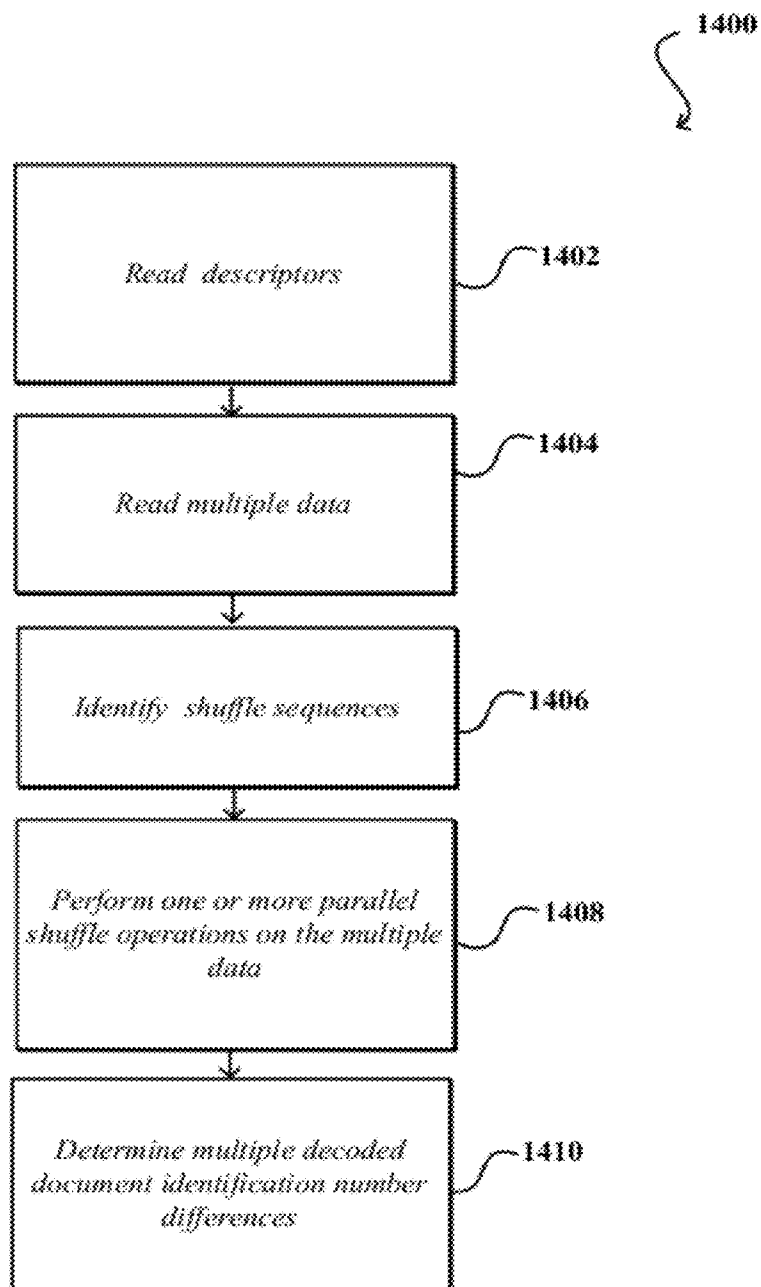 1400
Read descriptors
1402
Read multiple data
1404
Identify shuffle sequences
1406
Perform one or more parallel
shuffle operations on the multiple
data
1408
Determine multiple decoded
document identification number
differences
1410